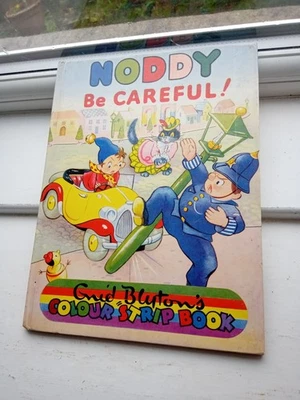 NODDY
Be CAREFUL!
Enid Blyton's
COLOUR STRIP BOOK